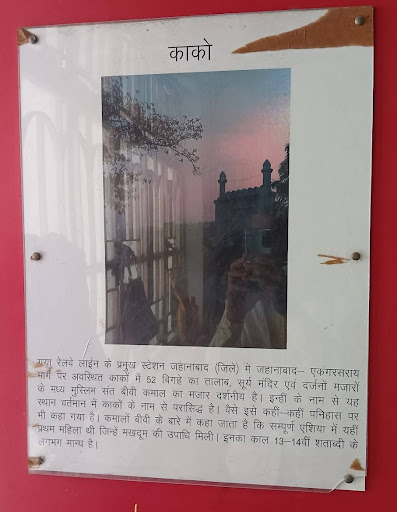 काको
गया रेलवे लाईन के प्रमुख स्टेशन जहानाबाद (जिले) में जहानाबाद– एकगरसराय
मार्ग पर अवस्थित काकों में 52 बिगहे का तालाब, सूर्य मंदिर एवं दर्जनों मजारों
के मध्य मुस्लिम संत बीवी कमाल का मजार दर्शनीय है। इन्ही के नाम से यह
स्थान वर्तमान में काकों के नाम से परासिद्ध है। वैसे इसे कहीं–कहीं पनिहास पर
भी कहा गया है। कमालों बीवी के बारे में कहा जाता है कि सम्पूर्ण एशिया में यहीं
प्रथम महिला थी जिन्हें मखदूम की उपाधि मिली। इनका काल 13–14वीं शताब्दी के
लगभग मान्य है।